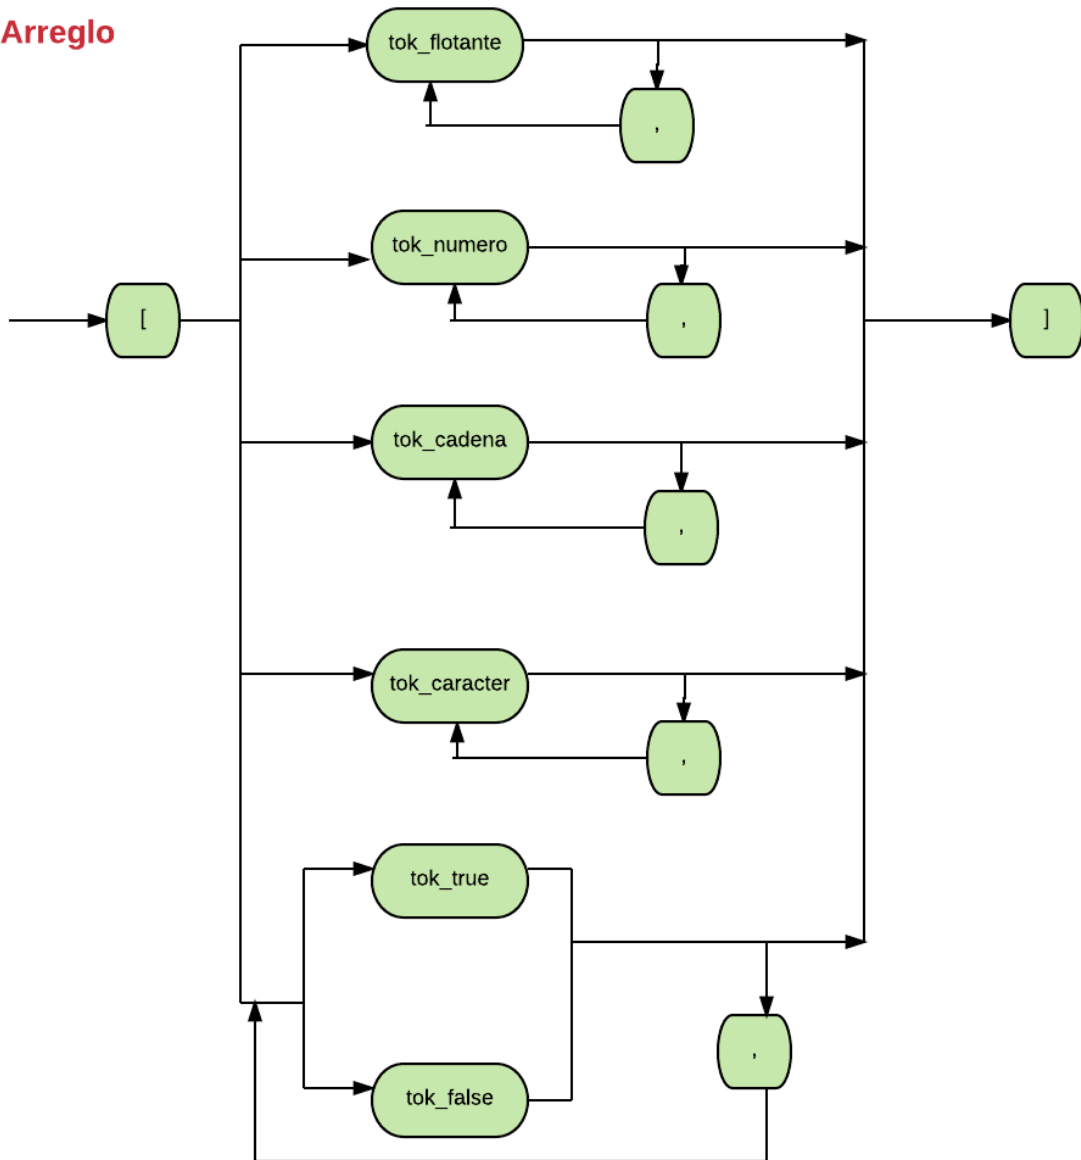 Arreglo
tok_flotante
,
tok_numero
,
[
]
tok_cadena
,
tok_caracter
,
tok_true
,
tok_false